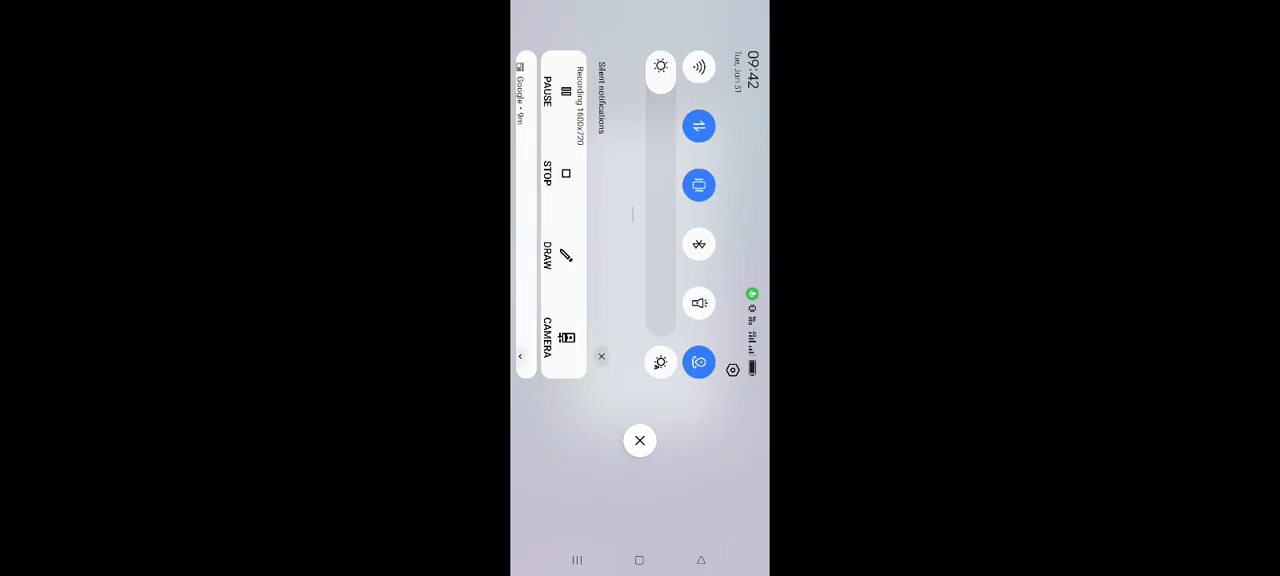 09:42
Tue, Jan 31
Silent notifications
Recording 1600x720
PAUSE
STOP
DRAW
CAMERA
Google • 9m